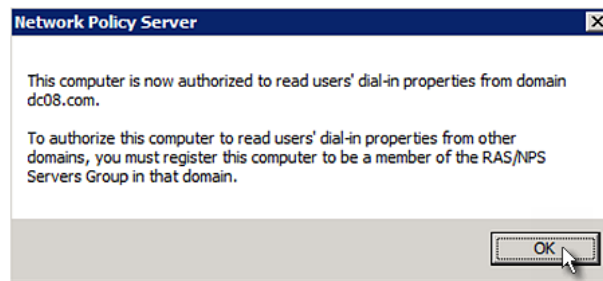 Network Policy Server
This computer is now authorized to read users' dial-in properties from domain
dc08.com.
To authorize this computer to read users' dial-in properties from other
domains, you must register this computer to be a member of the RAS/NPS
Servers Group in that domain.
OK